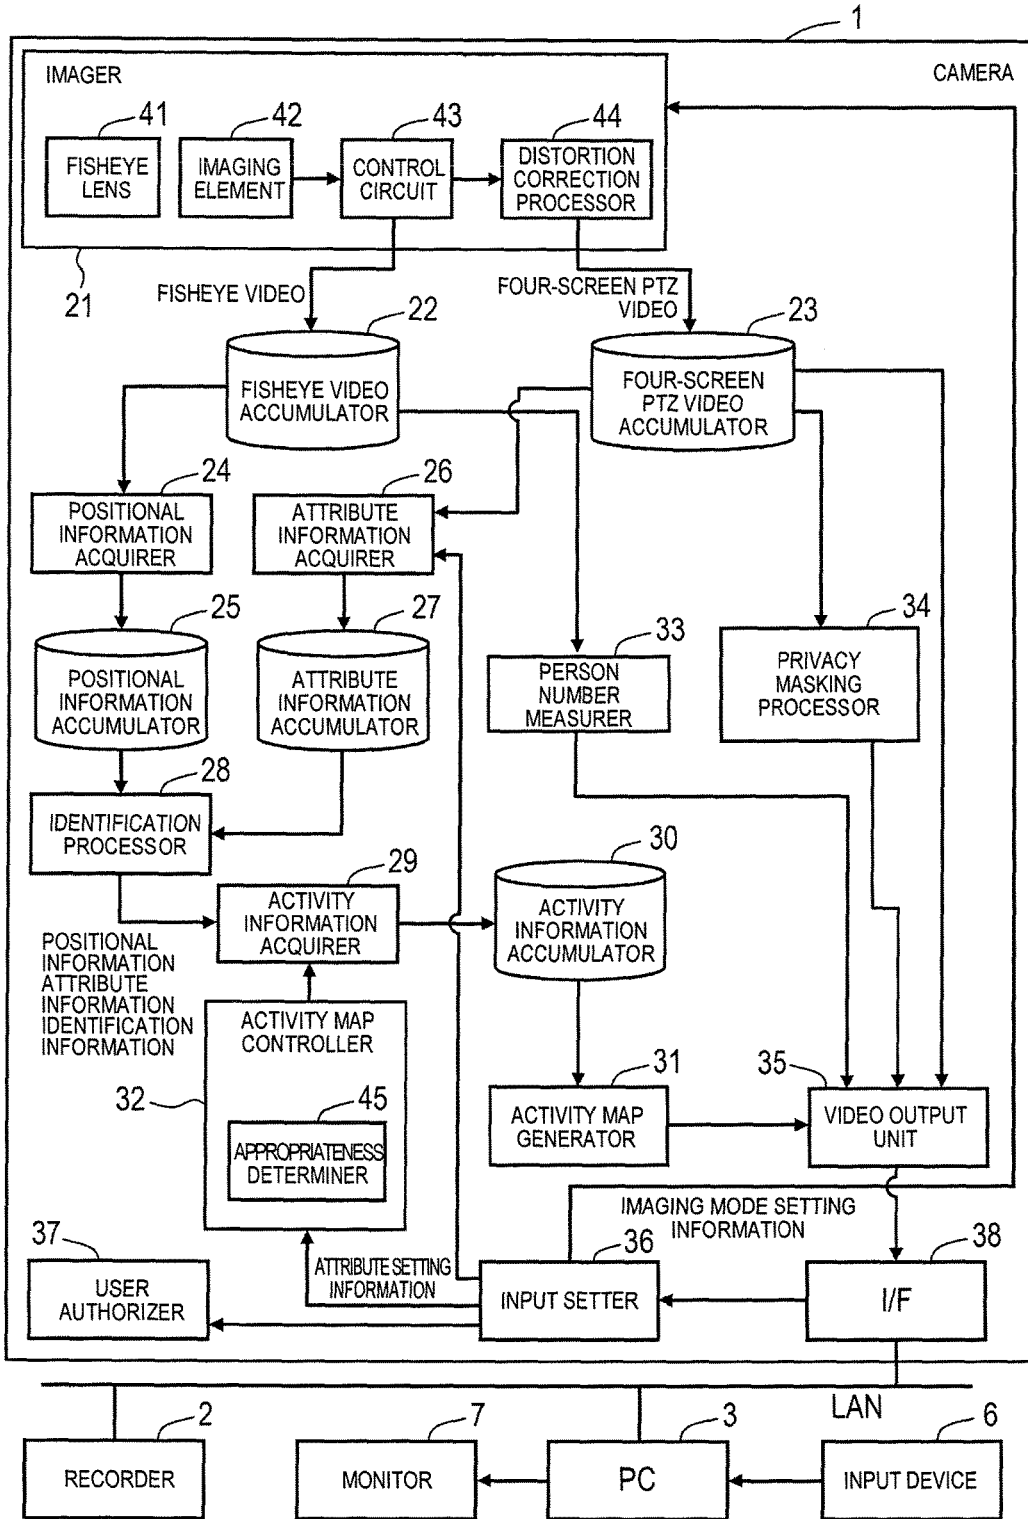 1
IMAGER
CAMERA
41
42
43
44
FISHEYE
LENS
IMAGING
ELEMENT
CONTROL
CIRCUIT
DISTORTION
CORRECTION
PROCESSOR
21
FISHEYE VIDEO
FOUR-SCREEN PTZ
VIDEO
22
23
FISHEYE VIDEO
ACCUMULATOR
FOUR-SCREEN
PTZ VIDEO
ACCUMULATOR
24
26
POSITIONAL
INFORMATION
ACQUIRER
ATTRIBUTE
INFORMATION
ACQUIRER
25
27
33
34
POSITIONAL
INFORMATION
ACCUMULATOR
ATTRIBUTE
INFORMATION
ACCUMULATOR
PERSON
NUMBER
MEASURER
PRIVACY
MASKING
PROCESSOR
28
IDENTIFICATION
PROCESSOR
29
30
ACTIVITY
INFORMATION
ACQUIRER
ACTIVITY
INFORMATION
ACCUMULATOR
POSITIONAL
INFORMATION
ATTRIBUTE
INFORMATION
IDENTIFICATION
INFORMATION
ACTIVITY MAP
CONTROLLER
32
45
APPROPRIATENESS
DETERMINER
31
35
ACTIVITY MAP
GENERATOR
VIDEO OUTPUT
UNIT
IMAGING MODE SETTING
INFORMATION
37
ATTRIBUTE SETTING
INFORMATION
36
38
USER
AUTHORIZER
INPUT SETTER
I/F
LAN
2
7
3
6
RECORDER
MONITOR
PC
INPUT DEVICE